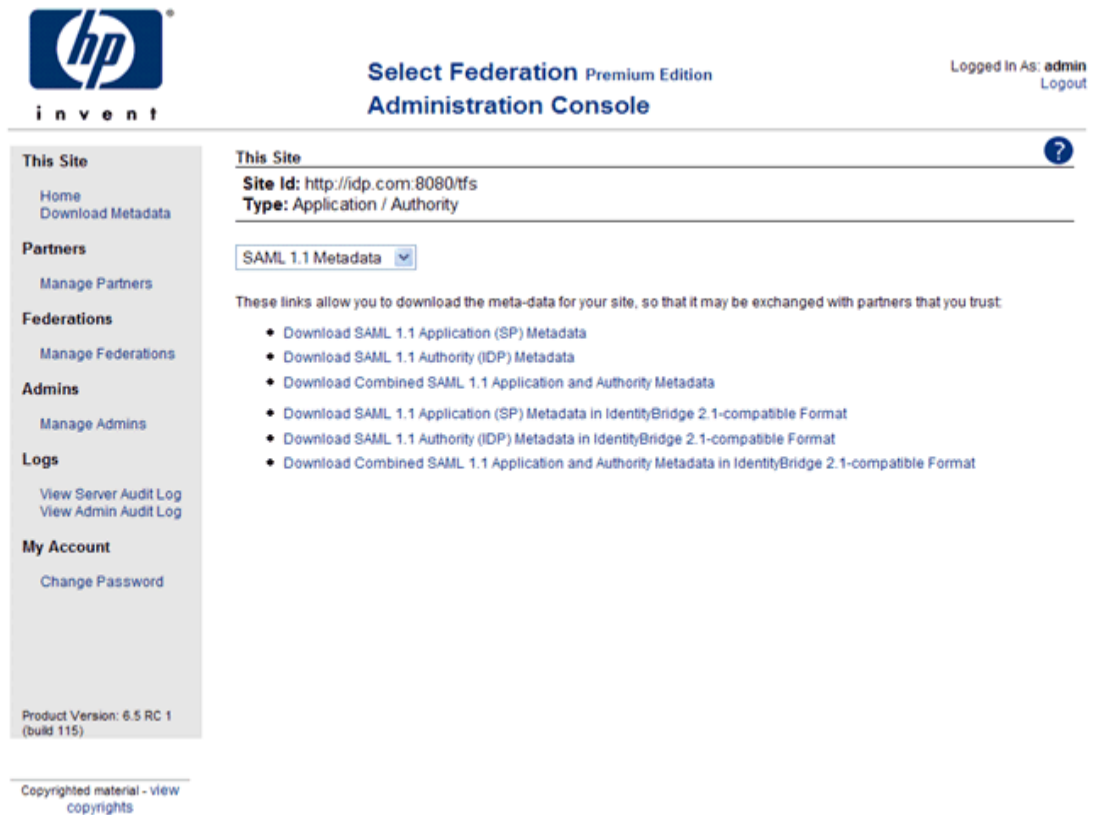 hp
invent
Select Federation Premium Edition
Administration Console
Logged In As: admin
Logout
This Site
Home
Download Metadata
Partners
Manage Partners
Federations
Manage Federations
Admins
Manage Admins
Logs
View Server Audit Log
View Admin Audit Log
My Account
Change Password
Product Version: 6.5 RC 1
(build 115)
Copyrighted material - view
copyrights
This Site
?
Site Id: http://idp.com:8080/tfs
Type: Application / Authority
SAML 1.1 Metadata
These links allow you to download the meta-data for your site, so that it may be exchanged with partners that you trust:
Download SAML 1.1 Application (SP) Metadata
Download SAML 1.1 Authority (IDP) Metadata
Download Combined SAML 1.1 Application and Authority Metadata
Download SAML 1.1 Application (SP) Metadata in IdentityBridge 2.1-compatible Format
Download SAML 1.1 Authority (IDP) Metadata in IdentityBridge 2.1-compatible Format
Download Combined SAML 1.1 Application and Authority Metadata in IdentityBridge 2.1-compatible Format